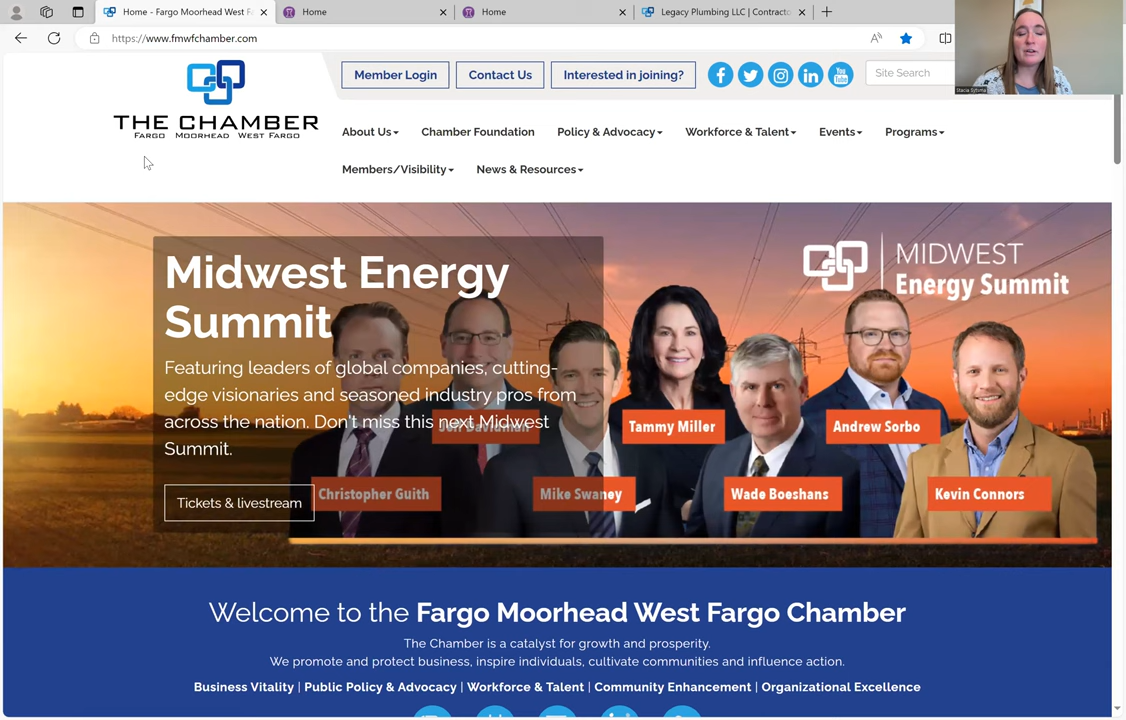 Home - Fargo Moorhead West F
Home
Home
Legacy Plumbing LLC | Contracto
https://www.fmwfchamber.com
Stacia Sytsma
Member Login
Contact Us
Interested in joining?
Site Search
THE CHAMBER
FARGO MOORHEAD WEST FARGO
About Us
Chamber Foundation
Policy & Advocacy
Workforce & Talent
Events
Programs
Members/Visibility
News & Resources
Midwest Energy
Summit
MIDWEST
Energy Summit
Featuring leaders of global companies, cutting-
edge visionaries and seasoned industry pros from
across the nation. Don't miss this next Midwest
Summit.
Tammy Miller
Andrew Sorbo
Tickets & livestream
Christopher Guith
Mike Swaney
Wade Boeshans
Kevin Connors
Welcome to the Fargo Moorhead West Fargo Chamber
The Chamber is a catalyst for growth and prosperity.
We promote and protect business, inspire individuals, cultivate communities and influence action.
Business Vitality | Public Policy & Advocacy | Workforce & Talent | Community Enhancement | Organizational Excellence